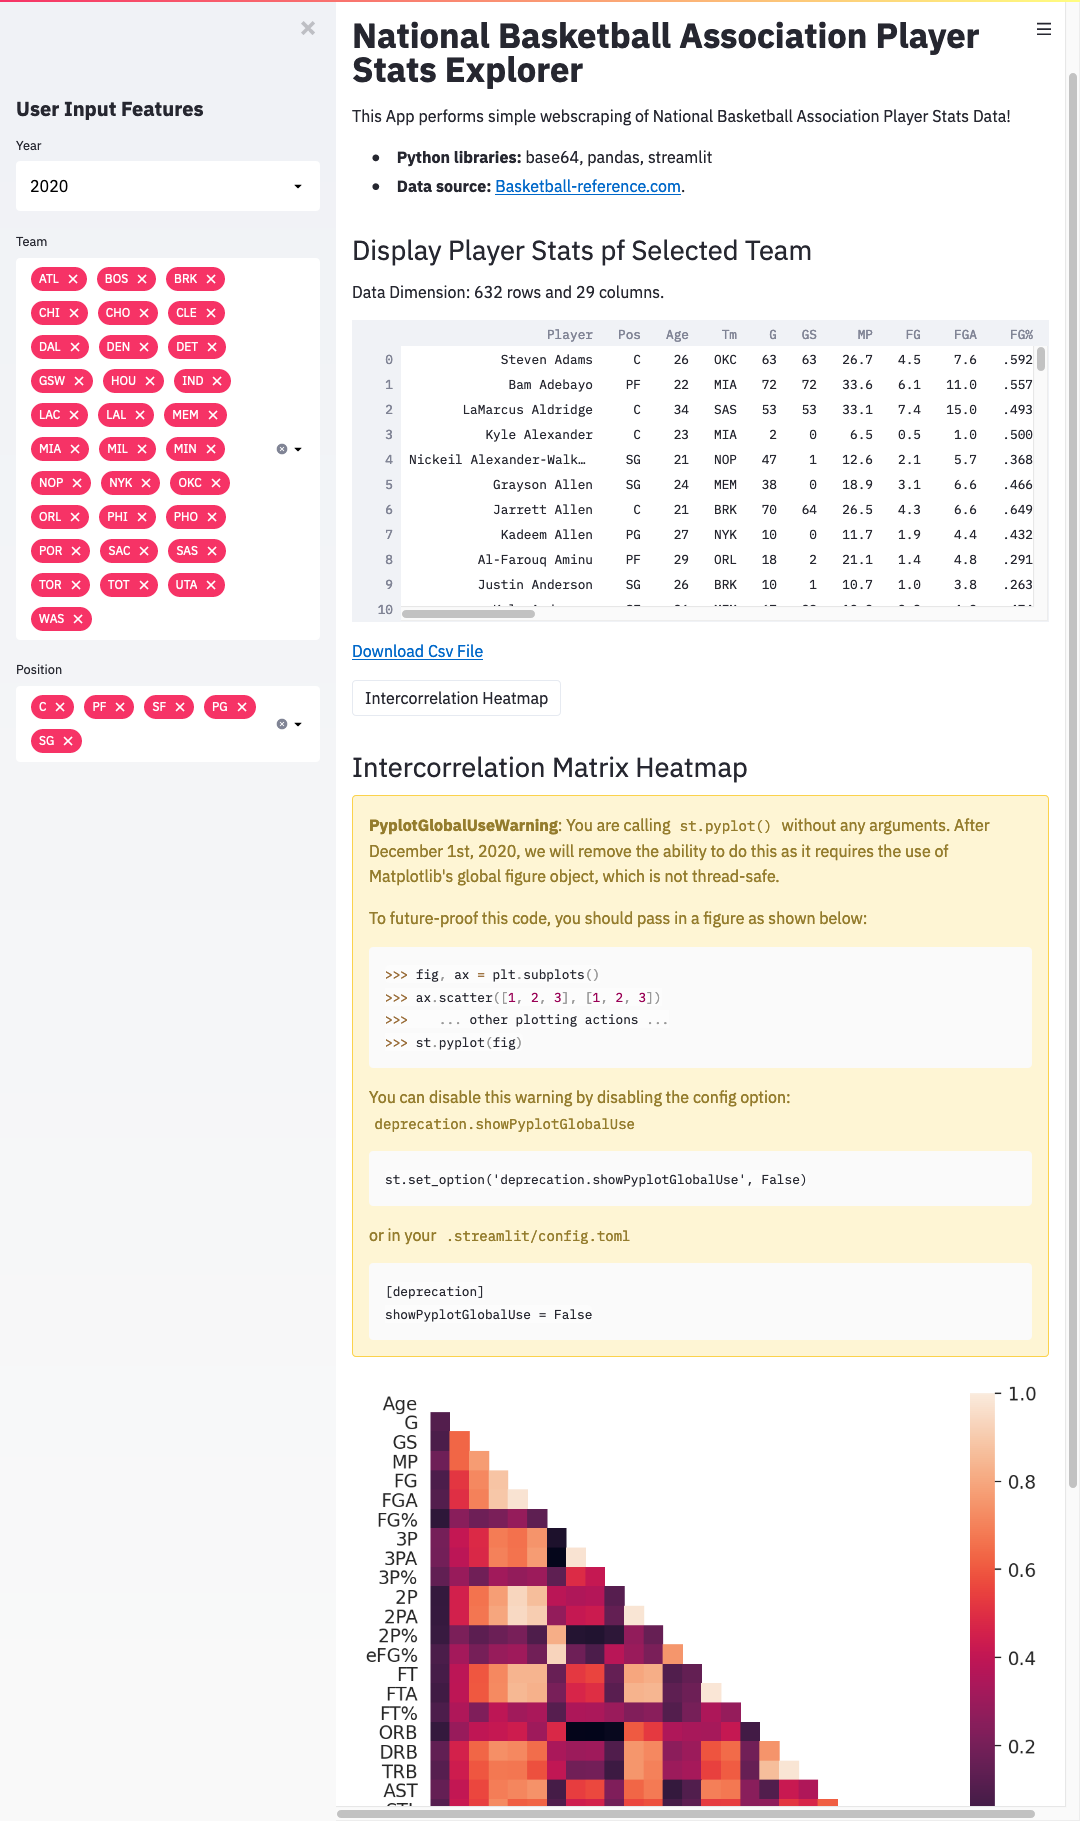 User Input Features
Year
2020
Team
ATL BOS BRK
CHI CHO CLE
DAL DEN DET
GSW HOU IND
LAC LAL MEM
MIA MIL MIN
NOP NYK OKC
ORL PHI PHO
POR SAC SAS
TOR TOT UTA
WAS
Position
C PF SF PG
SG
National Basketball Association Player
Stats Explorer
This App performs simple webscraping of National Basketball Association Player Stats Data!
• Python libraries: base64, pandas, streamlit
• Data source: Basketball-reference.com.
Display Player Stats pf Selected Team
Data Dimension: 632 rows and 29 columns.
Player Pos Age Tm G GS MP FG FGA FG%
0 Steven Adams C 26 OKC 63 63 26.7 4.5 7.6 .592
1 Bam Adebayo PF 22 MIA 72 72 33.6 6.1 11.0 .557
2 LaMarcus Aldridge C 34 SAS 53 53 33.1 7.4 15.0 .493
3 Kyle Alexander C 23 MIA 2 0 6.5 0.5 1.0 .500
4 Nickeil Alexander-Walk… SG 21 NOP 47 1 12.6 2.1 5.7 .368
5 Grayson Allen SG 24 MEM 38 0 18.9 3.1 6.6 .466
6 Jarrett Allen C 21 BRK 70 64 26.5 4.3 6.6 .649
7 Kadeem Allen PG 27 NYK 10 0 11.7 1.9 4.4 .432
8 Al-Farouq Aminu PF 29 ORL 18 2 21.1 1.4 4.8 .291
9 Justin Anderson SG 26 BRK 10 1 10.7 1.0 3.8 .263
10
Download Csv File
Intercorrelation Heatmap
Intercorrelation Matrix Heatmap
PyplotGlobalUseWarning: You are calling st.pyplot() without any arguments. After
December 1st, 2020, we will remove the ability to do this as it requires the use of
Matplotlib's global figure object, which is not thread-safe.
To future-proof this code, you should pass in a figure as shown below:
>>> fig, ax = plt.subplots()
>>> ax.scatter([1, 2, 3], [1, 2, 3])
>>> ... other plotting actions ...
>>> st.pyplot(fig)
You can disable this warning by disabling the config option:
deprecation.showPyplotGlobalUse
st.set_option('deprecation.showPyplotGlobalUse', False)
or in your .streamlit/config.toml
[deprecation]
showPyplotGlobalUse = False
Age
G
GS
MP
FG
FGA
FG%
3P
3PA
3P%
2P
2PA
2P%
eFG%
FT
FTA
FT%
ORB
DRB
TRB
AST
1.0
0.8
0.6
0.4
0.2